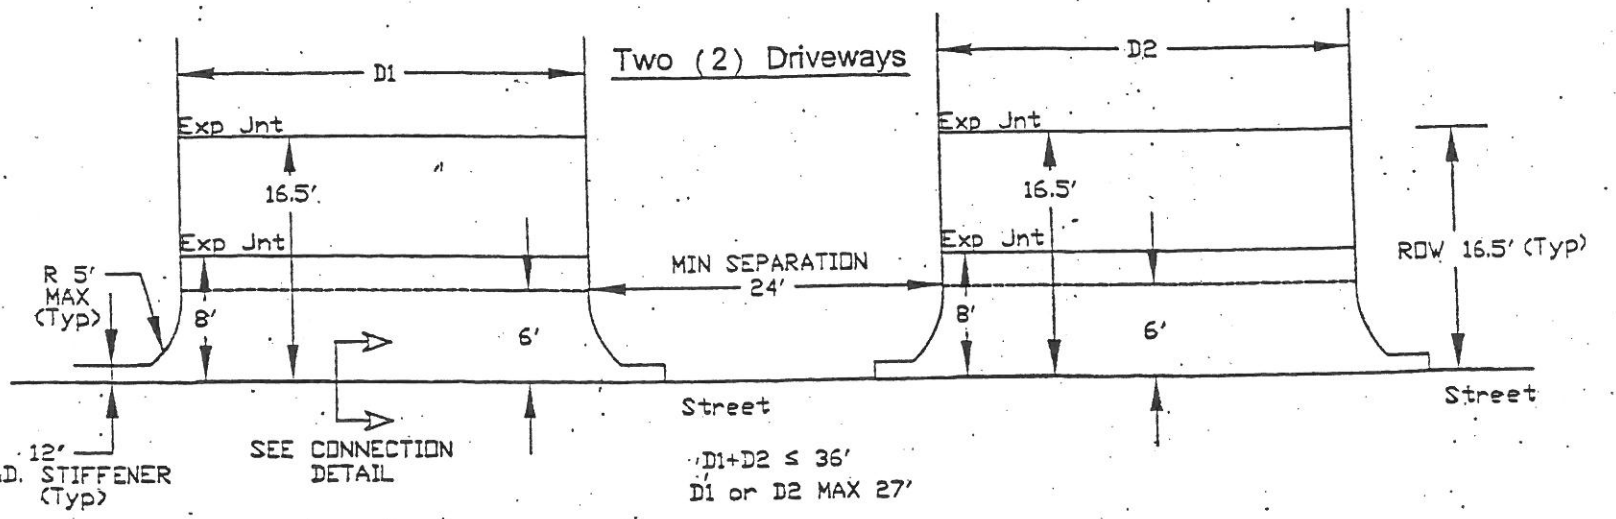 Two (2) Driveways
D1
D2
Exp Jnt
Exp Jnt
16.5'
16.5'
Exp Jnt
Exp Jnt
R 5'
MAX
(Typ)
MIN SEPARATION
24'
ROW 16.5' (Typ)
8'
6'
8'
6'
Street
Street
12'
D. STIFFENER
(Typ)
SEE CONNECTION
DETAIL
D1+D2 ≤ 36'
D1 or D2 MAX 27'